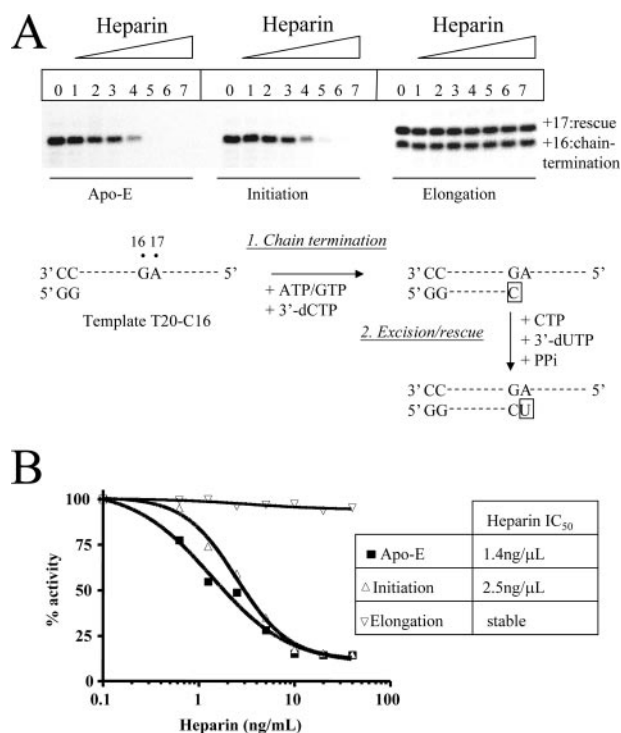 A
Heparin Heparin Heparin
0 1 2 3 4 5 6 7 0 1 2 3 4 5 6 7 0 1 2 3 4 5 6 7
+17:rescue
+16:chain-
termination
Apo-E Initiation Elongation
16 17
3' CC------GA------5'
5' GG
Template T20-C16
1. Chain termination
+ ATP/GTP
+ 3'-dCTP
3' CC------GA------5'
5' GG------C
2. Excision/rescue
+ CTP
+ 3'-dUTP
+ PPi
3' CC------GA------5'
5' GG------CU
B
% activity
100
75
50
25
0
0.1 1 10 100
Heparin (ng/mL)
Heparin IC50
Apo-E 1.4ng/µL
Initiation 2.5ng/µL
Elongation stable